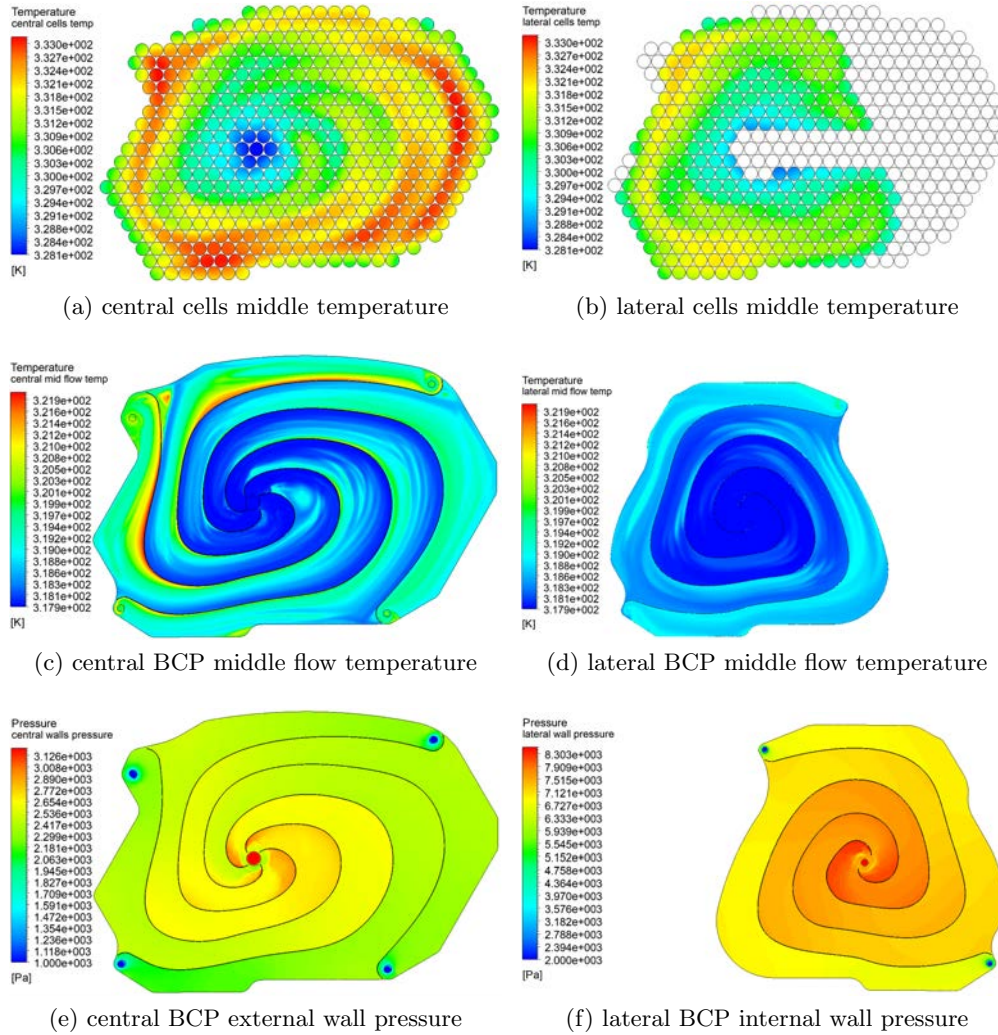 Temperature
central cells temp
3.330e+002
3.327e+002
3.324e+002
3.321e+002
3.318e+002
3.315e+002
3.312e+002
3.309e+002
3.306e+002
3.303e+002
3.300e+002
3.297e+002
3.294e+002
3.291e+002
3.287e+002
3.284e+002
3.281e+002
[K]
(a) central cells middle temperature
Temperature
lateral cells temp
3.330e+002
3.327e+002
3.324e+002
3.321e+002
3.318e+002
3.315e+002
3.312e+002
3.309e+002
3.306e+002
3.303e+002
3.300e+002
3.297e+002
3.294e+002
3.291e+002
3.287e+002
3.284e+002
3.281e+002
[K]
(b) lateral cells middle temperature
Temperature
central mid flow temp
3.219e+002
3.216e+002
3.214e+002
3.212e+002
3.210e+002
3.208e+002
3.205e+002
3.203e+002
3.201e+002
3.199e+002
3.197e+002
3.194e+002
3.192e+002
3.190e+002
3.188e+002
3.186e+002
3.183e+002
3.181e+002
3.179e+002
[K]
(c) central BCP middle flow temperature
Temperature
lateral mid flow temp
3.219e+002
3.216e+002
3.214e+002
3.212e+002
3.210e+002
3.208e+002
3.205e+002
3.203e+002
3.201e+002
3.199e+002
3.197e+002
3.194e+002
3.192e+002
3.190e+002
3.188e+002
3.186e+002
3.183e+002
3.181e+002
3.179e+002
[K]
(d) lateral BCP middle flow temperature
Pressure
central walls pressure
3.126e+003
3.008e+003
2.890e+003
2.772e+003
2.654e+003
2.536e+003
2.417e+003
2.299e+003
2.181e+003
2.063e+003
1.945e+003
1.827e+003
1.709e+003
1.591e+003
1.472e+003
1.354e+003
1.236e+003
1.118e+003
1.000e+003
[Pa]
(e) central BCP external wall pressure
Pressure
lateral wall pressure
8.303e+003
7.909e+003
7.515e+003
7.121e+003
6.727e+003
6.333e+003
5.939e+003
5.545e+003
5.152e+003
4.758e+003
4.364e+003
3.970e+003
3.576e+003
3.182e+003
2.788e+003
2.394e+003
2.000e+003
[Pa]
(f) lateral BCP internal wall pressure